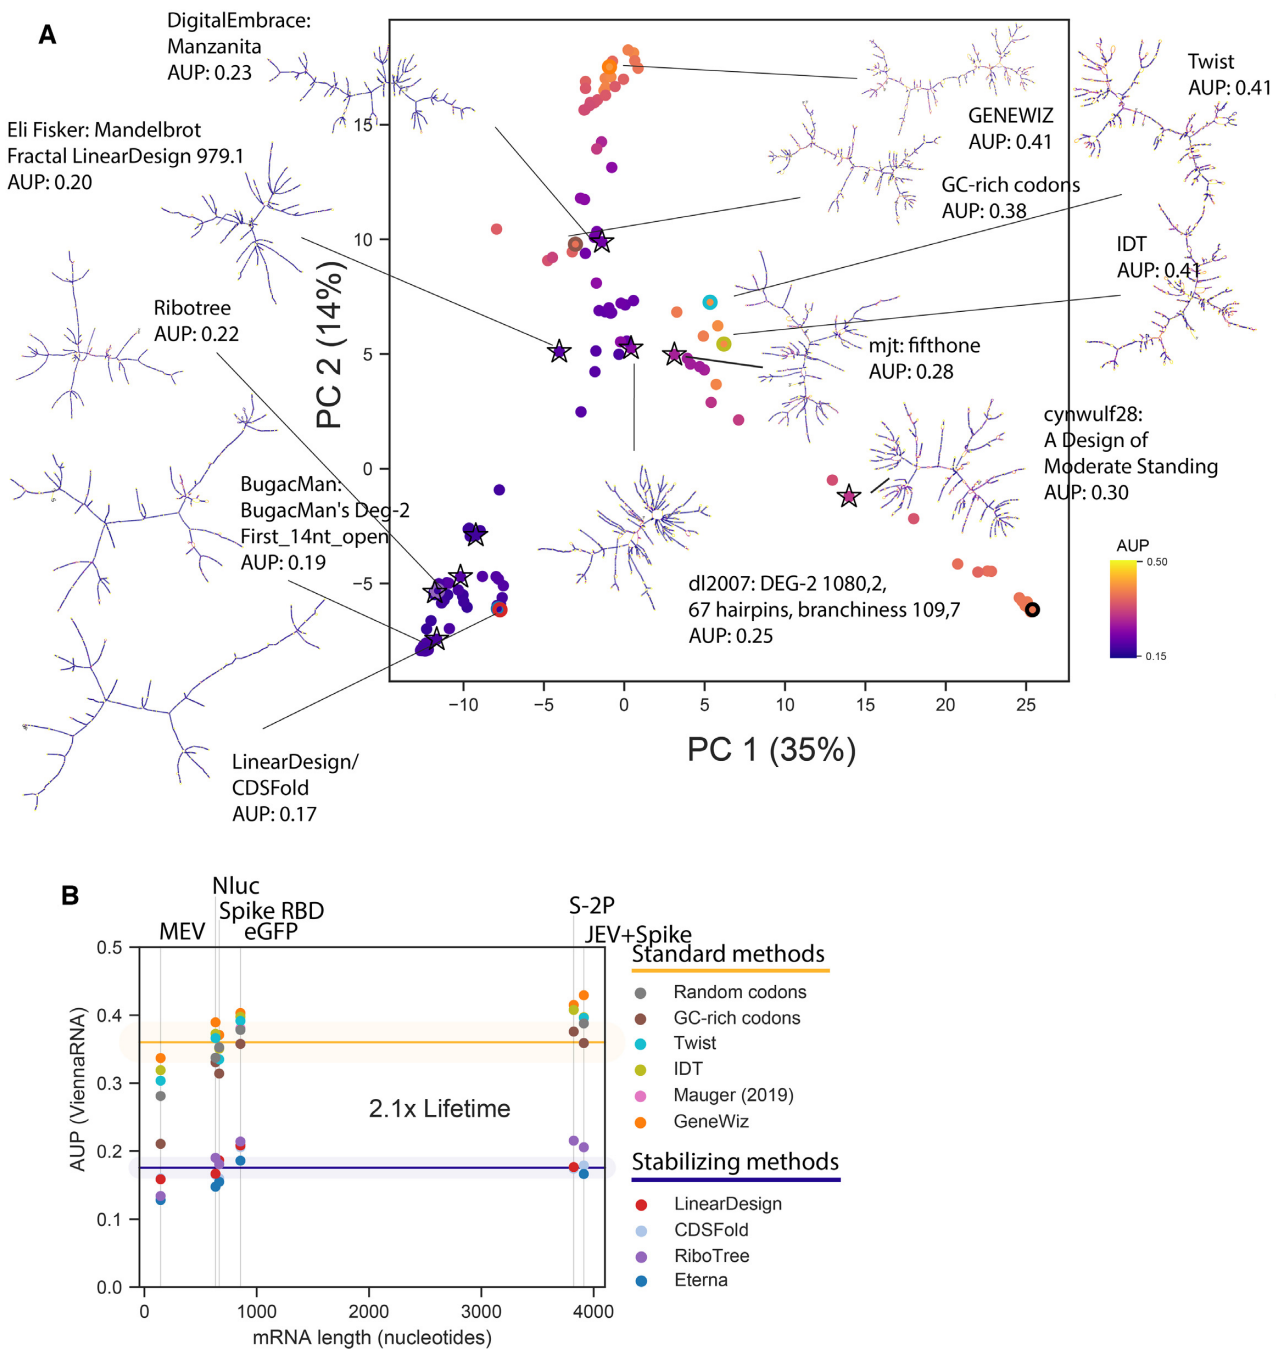 A
DigitalEmbrace:
Manzanita
AUP: 0.23
Eli Fisker: Mandelbrot
Fractal LinearDesign 979.1
AUP: 0.20
Ribotree
AUP: 0.22
BugacMan:
BugacMan's Deg-2
First_14nt_open
AUP: 0.19
LinearDesign/
CDSFold
AUP: 0.17
GENEWIZ
AUP: 0.41
GC-rich codons
AUP: 0.38
Twist
AUP: 0.41
IDT
AUP: 0.41
mjt: fifthone
AUP: 0.28
cynwulf28:
A Design of
Moderate Standing
AUP: 0.30
dl2007: DEG-2 1080,2,
67 hairpins, branchiness 109,7
AUP: 0.25
AUP
0.50
0.15
PC 2 (14%)
15
10
5
0
−5
−10
−5
0
5
10
15
20
25
PC 1 (35%)
B
Nluc
Spike RBD
MEV
eGFP
S-2P
JEV+Spike
AUP (ViennaRNA)
0.5
0.4
0.3
0.2
0.1
0.0
2.1x Lifetime
0
1000
2000
3000
4000
mRNA length (nucleotides)
Standard methods
Random codons
GC-rich codons
Twist
IDT
Mauger (2019)
GeneWiz
Stabilizing methods
LinearDesign
CDSFold
RiboTree
Eterna